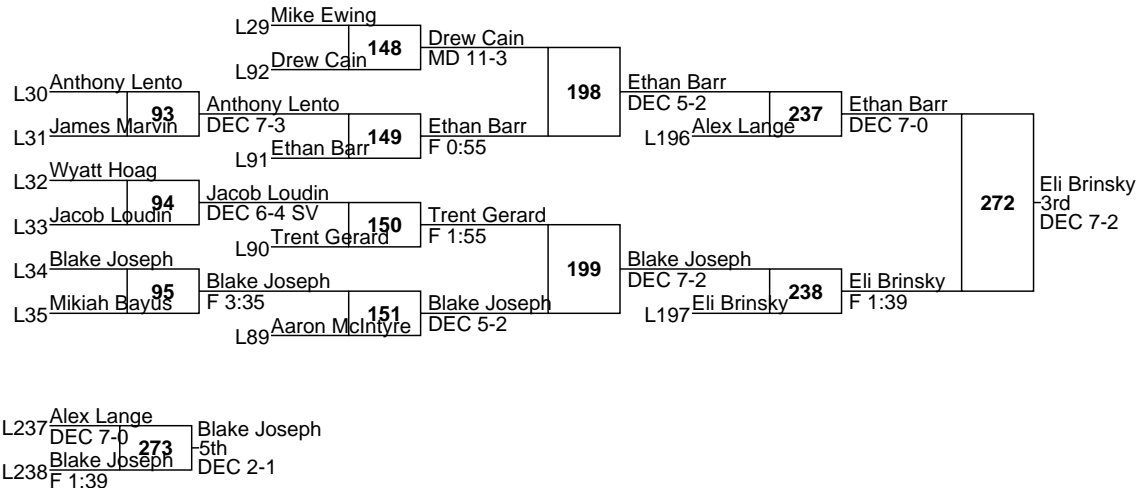 L29 Mike Ewing
148
L92 Drew Cain
Drew Cain
MD 11-3
L30 Anthony Lento
93
L31 James Marvin
Anthony Lento
DEC 7-3
149
L91 Ethan Barr
Ethan Barr
F 0:55
198
Ethan Barr
DEC 5-2
237
L196 Alex Lange
Ethan Barr
DEC 7-0
L32 Wyatt Hoag
94
L33 Jacob Loudin
Jacob Loudin
DEC 6-4 SV
150
L90 Trent Gerard
Trent Gerard
F 1:55
L34 Blake Joseph
95
L35 Mikiah Bayus
Blake Joseph
F 3:35
151
L89 Aaron McIntyre
Blake Joseph
DEC 5-2
199
Blake Joseph
DEC 7-2
238
L197 Eli Brinsky
Eli Brinsky
F 1:39
272
Eli Brinsky
3rd
DEC 7-2
L237 Alex Lange
DEC 7-0
273
L238 Blake Joseph
F 1:39
Blake Joseph
5th
DEC 2-1